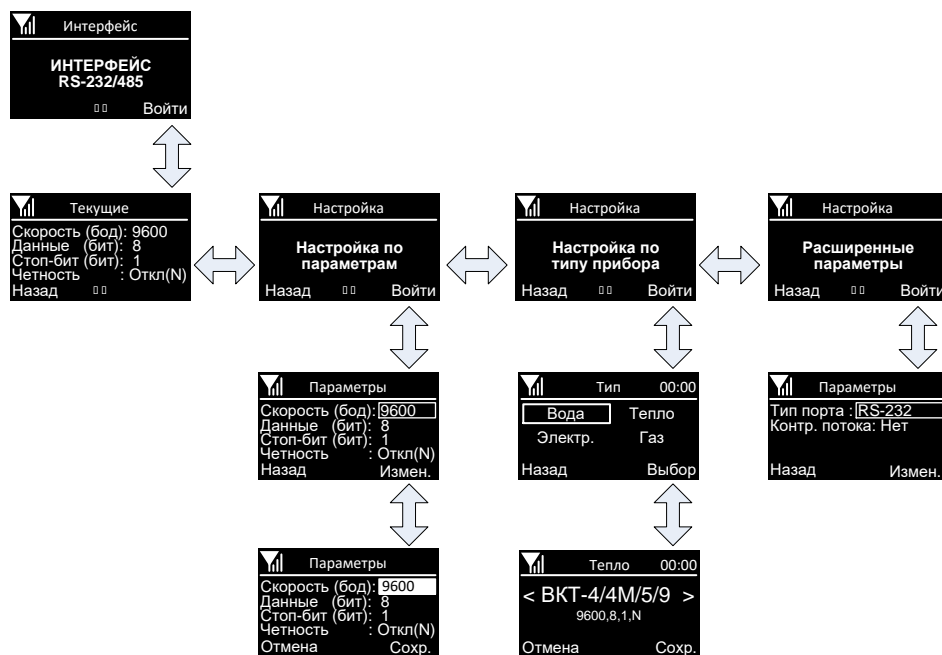 Интерфейс
ИНТЕРФЕЙС
RS-232/485
Войти
Текущие
Скорость (бод): 9600
Данные (бит): 8
Стоп-бит (бит): 1
Четность : Откл(N)
Назад
Настройка
Настройка по
параметрам
Назад Войти
Настройка
Настройка по
типу прибора
Назад Войти
Настройка
Расширенные
параметры
Назад Войти
Параметры
Скорость (бод): 9600
Данные (бит): 8
Стоп-бит (бит): 1
Четность : Откл(N)
Назад Измен.
Тип 00:00
Вода Тепло
Электр. Газ
Назад Выбор
Параметры
Тип порта : RS-232
Контр. потока: Нет
Назад Измен.
Параметры
Скорость (бод): 9600
Данные (бит): 8
Стоп-бит (бит): 1
Четность : Откл(N)
Отмена Сохр.
Тепло 00:00
< ВКТ-4/4М/5/9 >
9600,8,1,N
Отмена Сохр.